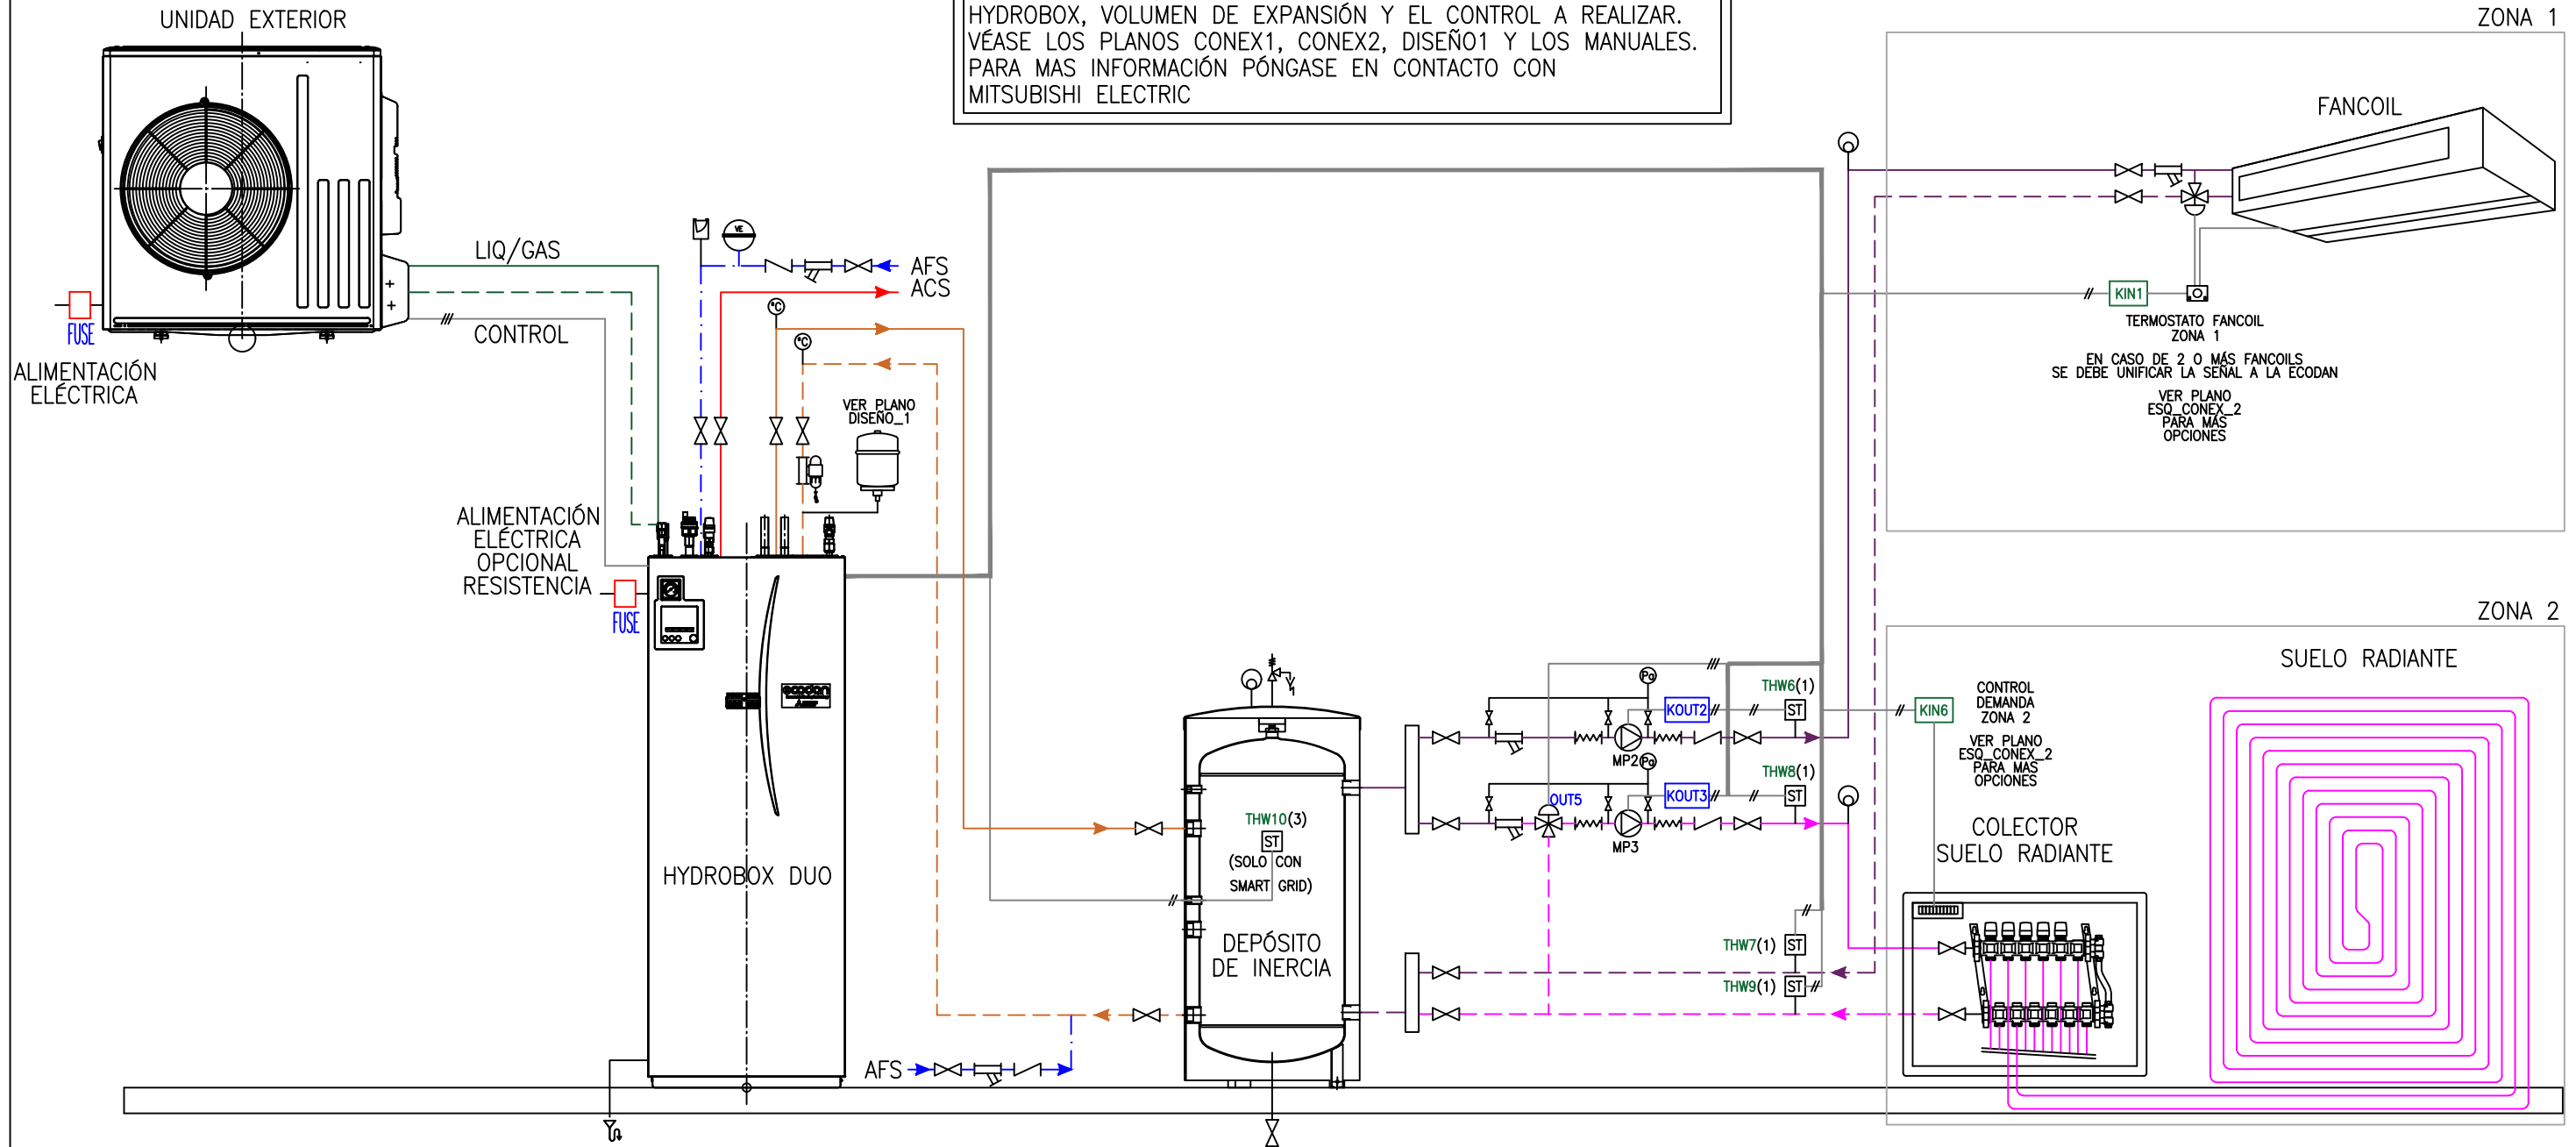 UNIDAD EXTERIOR
HYDROBOX, VOLUMEN DE EXPANSIÓN Y EL CONTROL A REALIZAR.
VÉASE LOS PLANOS CONEX1, CONEX2, DISEÑO1 Y LOS MANUALES.
PARA MAS INFORMACIÓN PÓNGASE EN CONTACTO CON
MITSUBISHI ELECTRIC
ZONA 1
FANCOIL
LIQ/GAS
CONTROL
FUSE
ALIMENTACIÓN
ELÉCTRICA
VE
AFS
ACS
°C
°C
VER PLANO
DISEÑO_1
KIN1
TERMOSTATO FANCOIL
ZONA 1
EN CASO DE 2 O MÁS FANCOILS
SE DEBE UNIFICAR LA SEÑAL A LA ECODAN
VER PLANO
ESQ_CONEX_2
PARA MÁS
OPCIONES
ALIMENTACIÓN
ELÉCTRICA
OPCIONAL
RESISTENCIA
FUSE
ecodan
HYDROBOX DUO
ZONA 2
SUELO RADIANTE
KIN6
CONTROL
DEMANDA
ZONA 2
VER PLANO
ESQ_CONEX_2
PARA MAS
OPCIONES
COLECTOR
SUELO RADIANTE
Pa
KOUT2
THW6(1)
ST
MP2
Pa
OUT5
KOUT3
THW8(1)
ST
MP3
THW10(3)
ST
(SOLO CON
SMART GRID)
DEPÓSITO
DE INERCIA
THW7(1)
ST
THW9(1)
ST
AFS